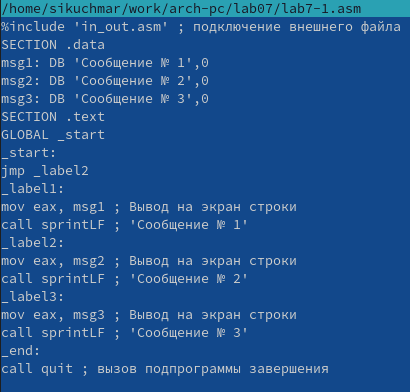 /home/sikuchmar/work/arch-pc/lab07/lab7-1.asm
%include 'in_out.asm' ; подключение внешнего файла
SECTION .data
msg1: DB 'Сообщение № 1',0
msg2: DB 'Сообщение № 2',0
msg3: DB 'Сообщение № 3',0
SECTION .text
GLOBAL _start
_start:
jmp _label2
_label1:
mov eax, msg1 ; Вывод на экран строки
call sprintLF ; 'Сообщение № 1'
_label2:
mov eax, msg2 ; Вывод на экран строки
call sprintLF ; 'Сообщение № 2'
_label3:
mov eax, msg3 ; Вывод на экран строки
call sprintLF ; 'Сообщение № 3'
_end:
call quit ; вызов подпрограммы завершения